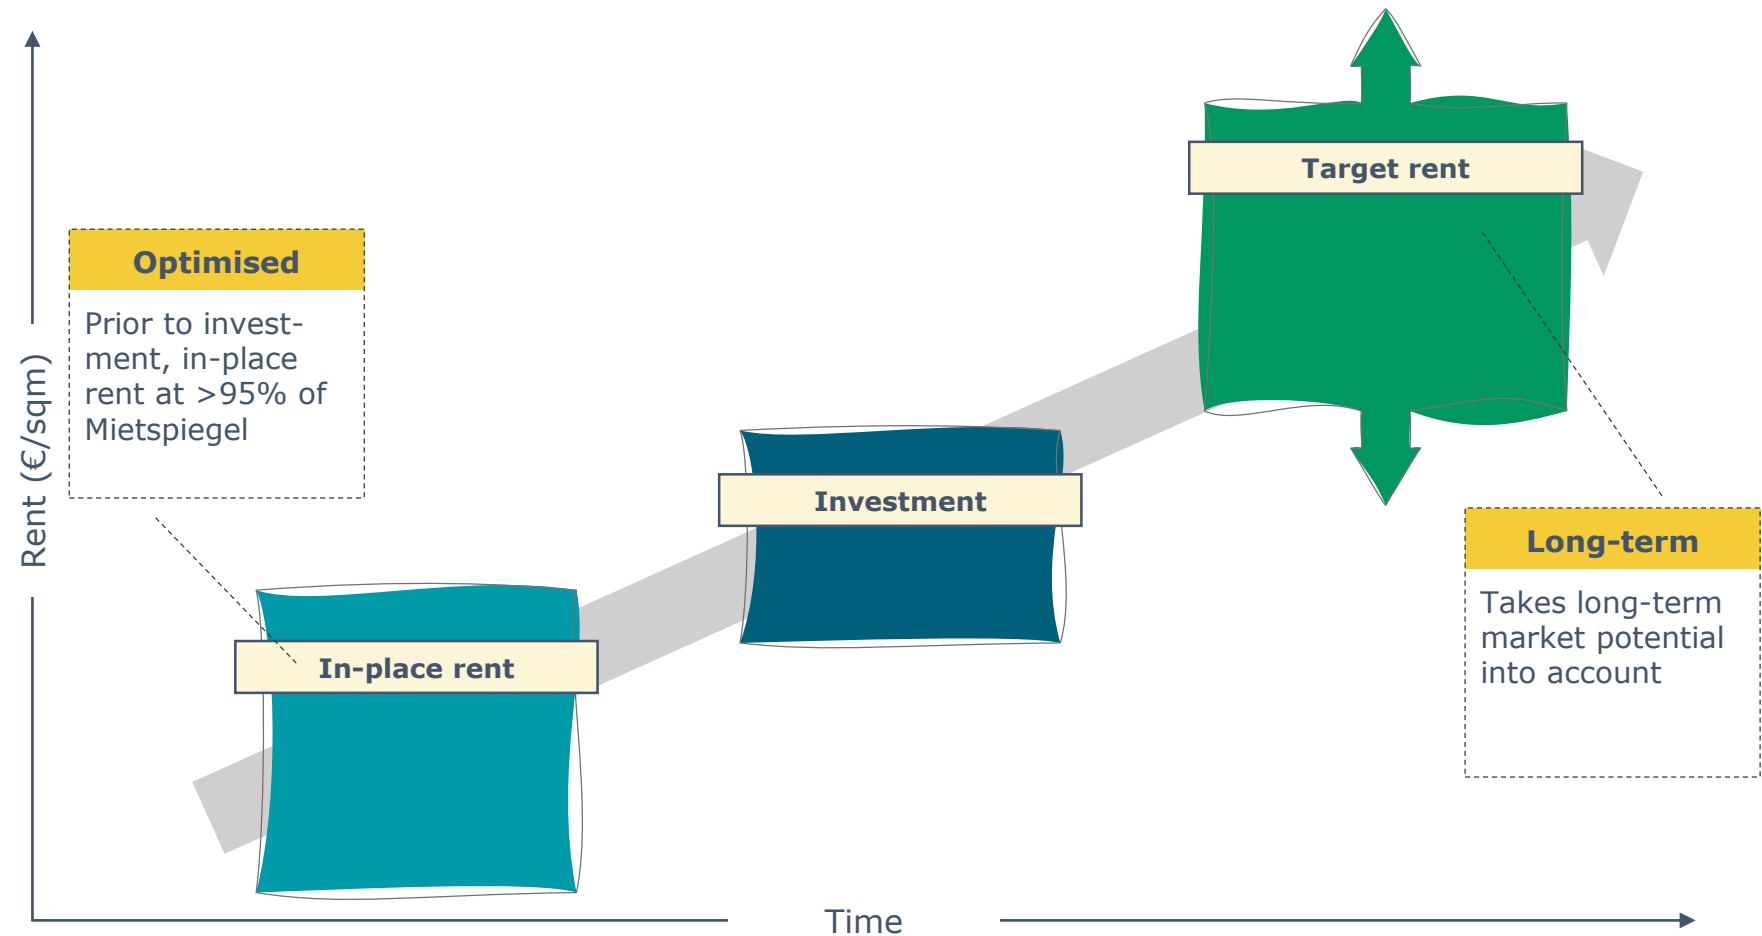 Rent (€/sqm)
Optimised
Prior to invest-
ment, in-place
rent at >95% of
Mietspiegel
In-place rent
Investment
Target rent
Long-term
Takes long-term
market potential
into account
Time